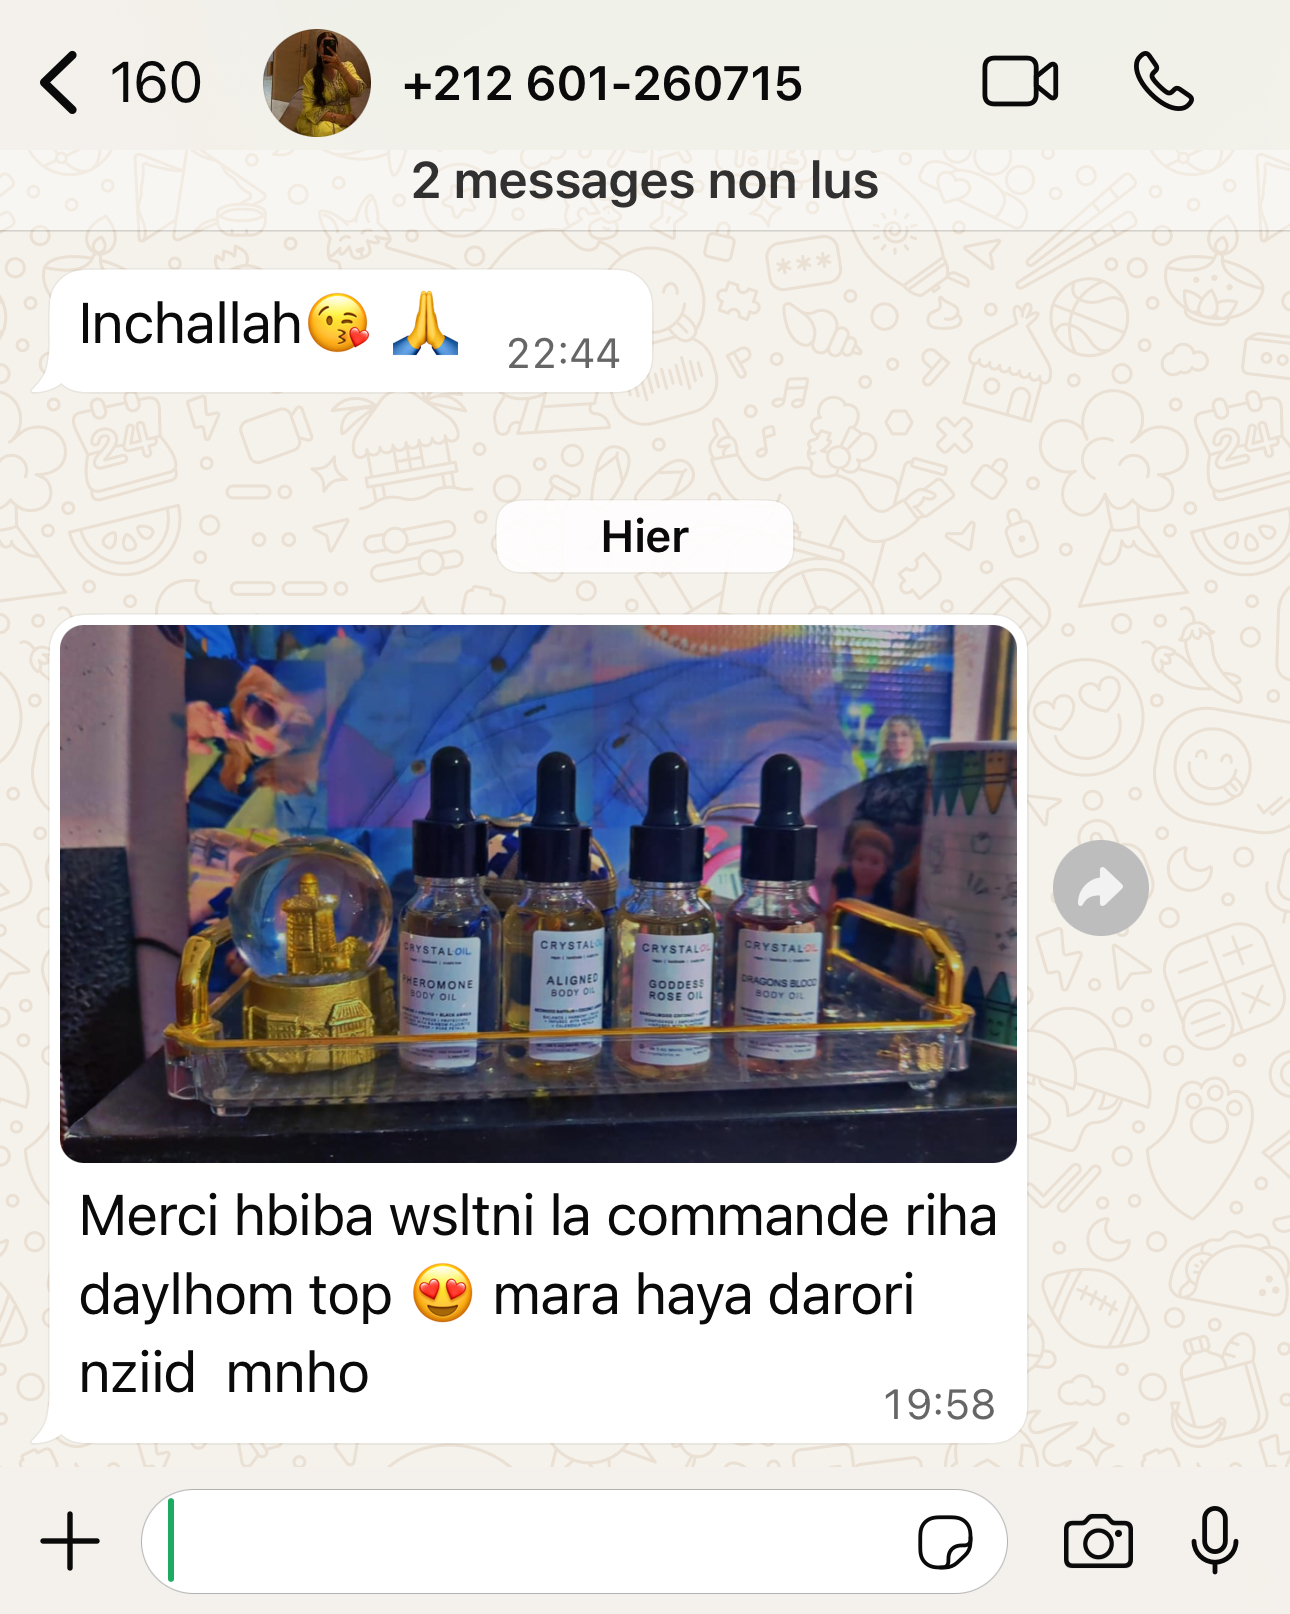 160
+212 601-260715
2 messages non lus
Inchallah😘 🙏
22:44
Hier
CRYSTALOIL
PHEROMONE
BODY OIL
CRYSTALOIL
ALIGNED
BODY OIL
CRYSTALOIL
GODDESS
ROSE OIL
CRYSTALOIL
DRAGONS BLOOD
BODY OIL
Merci hbiba wsltni la commande riha
daylhom top 😍 mara haya darori
nziid  mnho
19:58